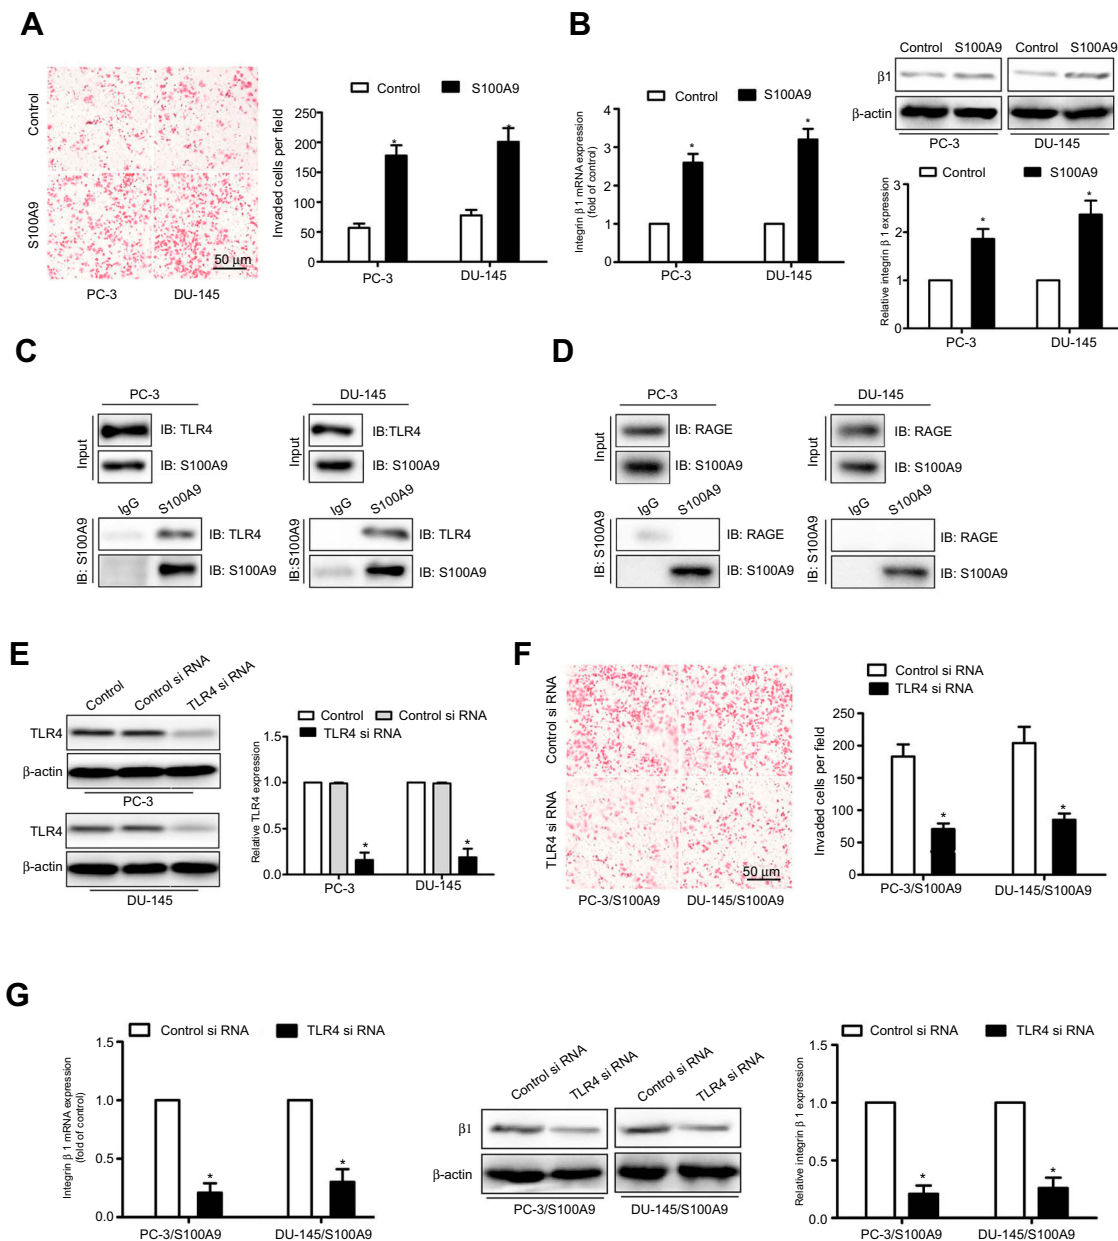 A
Control
S100A9
50 µm
PC-3
DU-145
Control
S100A9
Invaded cells per field
250
200
150
100
50
0
*
*
PC-3
DU-145
B
Control
S100A9
Integrin β 1 mRNA expression
(fold of control)
4
3
2
1
0
*
*
PC-3
DU-145
Control S100A9 Control S100A9
β1
β-actin
PC-3
DU-145
Control
S100A9
Relative integrin β 1 expression
3
2
1
0
*
*
PC-3
DU-145
C
PC-3
Input
IB: TLR4
IB: S100A9
IgG S100A9
IB: S100A9
IB: TLR4
IB: S100A9
DU-145
Input
IB:TLR4
IB: S100A9
IgG S100A9
IB:S100A9
IB: TLR4
IB: S100A9
D
PC-3
Input
IB: RAGE
IB: S100A9
IgG S100A9
IB: S100A9
IB: RAGE
IB: S100A9
DU-145
Input
IB: RAGE
IB: S100A9
IgG S100A9
IB: S100A9
IB: RAGE
IB: S100A9
E
Control Control si RNA TLR4 si RNA
TLR4
β-actin
PC-3
TLR4
β-actin
DU-145
Control
Control si RNA
TLR4 si RNA
Relative TLR4 expression
1.5
1.0
0.5
0.0
*
*
PC-3
DU-145
F
Control si RNA
TLR4 si RNA
50 µm
PC-3/S100A9
DU-145/S100A9
Control si RNA
TLR4 si RNA
Invaded cells per field
250
200
150
100
50
0
*
*
PC-3/S100A9
DU-145/S100A9
G
Control si RNA
TLR4 si RNA
Integrin β 1 mRNA expression
(fold of control)
1.5
1.0
0.5
0.0
*
*
PC-3/S100A9
DU-145/S100A9
Control si RNA TLR4 si RNA Control si RNA TLR4 si RNA
β1
β-actin
PC-3/S100A9
DU-145/S100A9
Control si RNA
TLR4 si RNA
Relative integrin β 1 expression
1.5
1.0
0.5
0.0
*
*
PC-3/S100A9
DU-145/S100A9